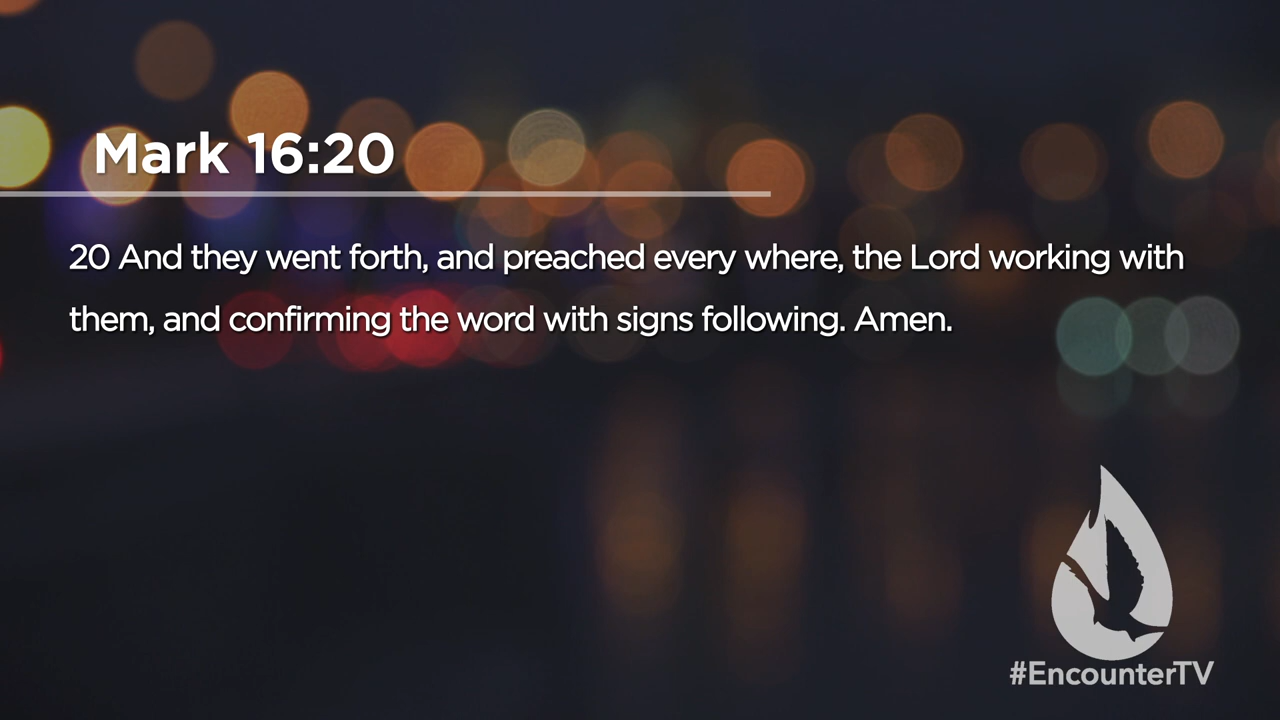 Mark 16:20
20 And they went forth, and preached every where, the Lord working with
them, and confirming the word with signs following. Amen.
#EncounterTV